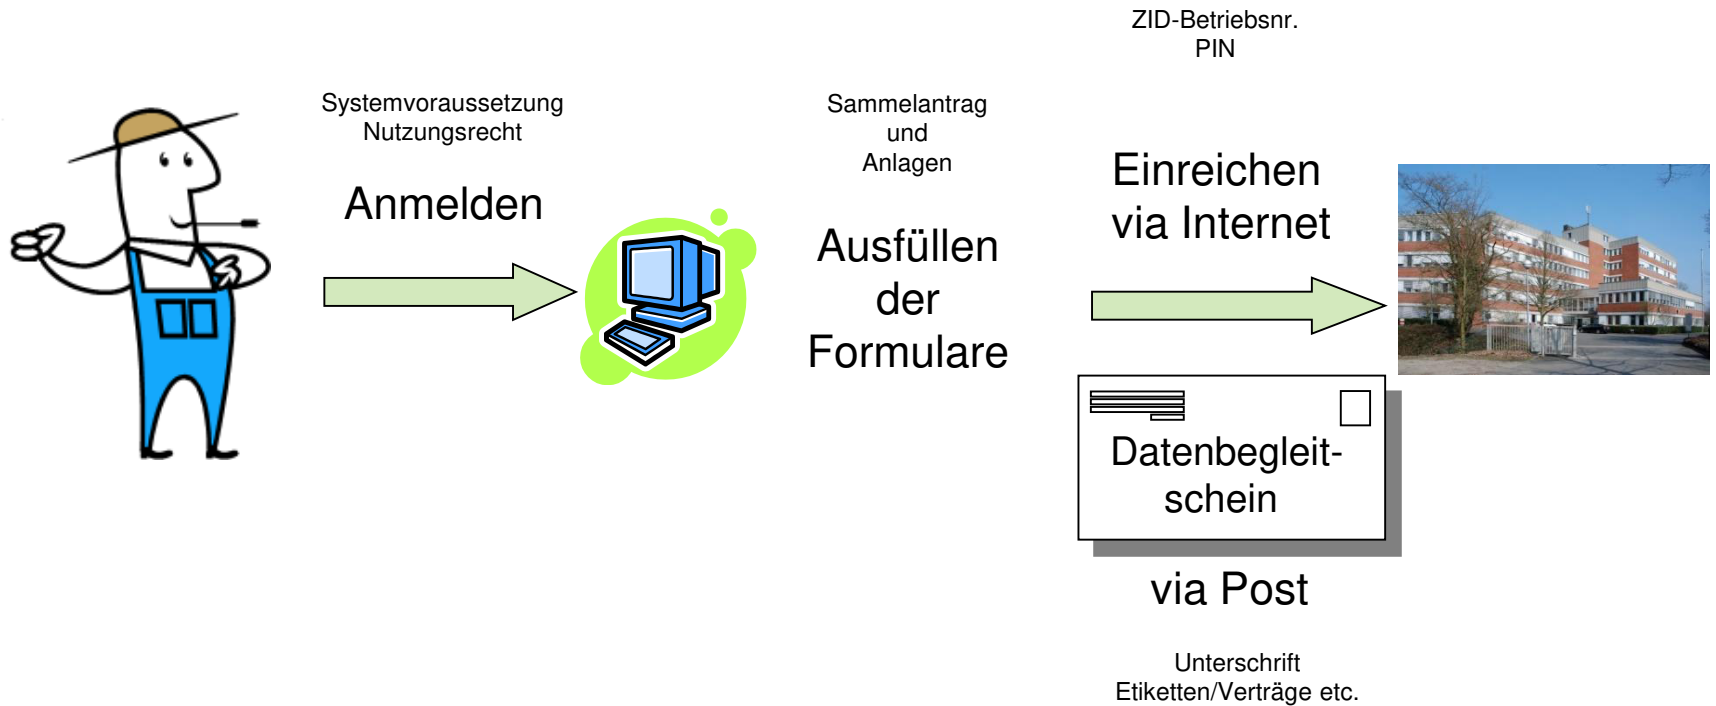 Systemvoraussetzung
Nutzungsrecht
Anmelden
Sammelantrag
und
Anlagen
Ausfüllen
der
Formulare
ZID-Betriebsnr.
PIN
Einreichen
via Internet
Datenbegleit-
schein
via Post
Unterschrift
Etiketten/Verträge etc.